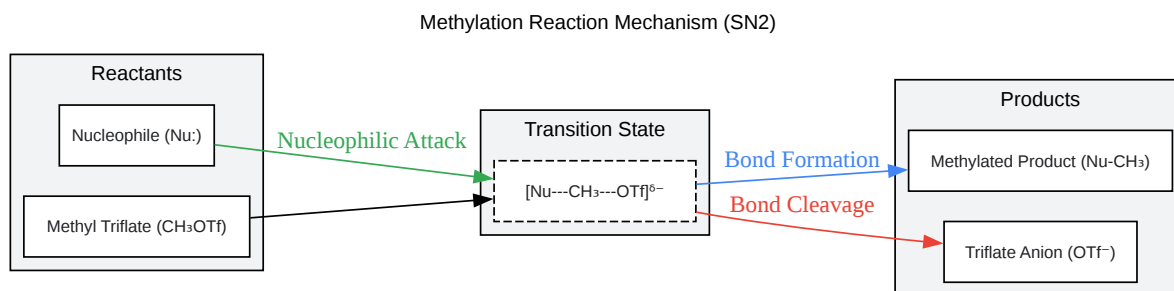 Methylation Reaction Mechanism (SN2)
Reactants
Nucleophile (Nu:)
Methyl Triflate (CH₃OTf)
Nucleophilic Attack
Transition State
[Nu---CH₃---OTf]ᵟ⁻
Bond Formation
Bond Cleavage
Products
Methylated Product (Nu-CH₃)
Triflate Anion (OTf⁻)